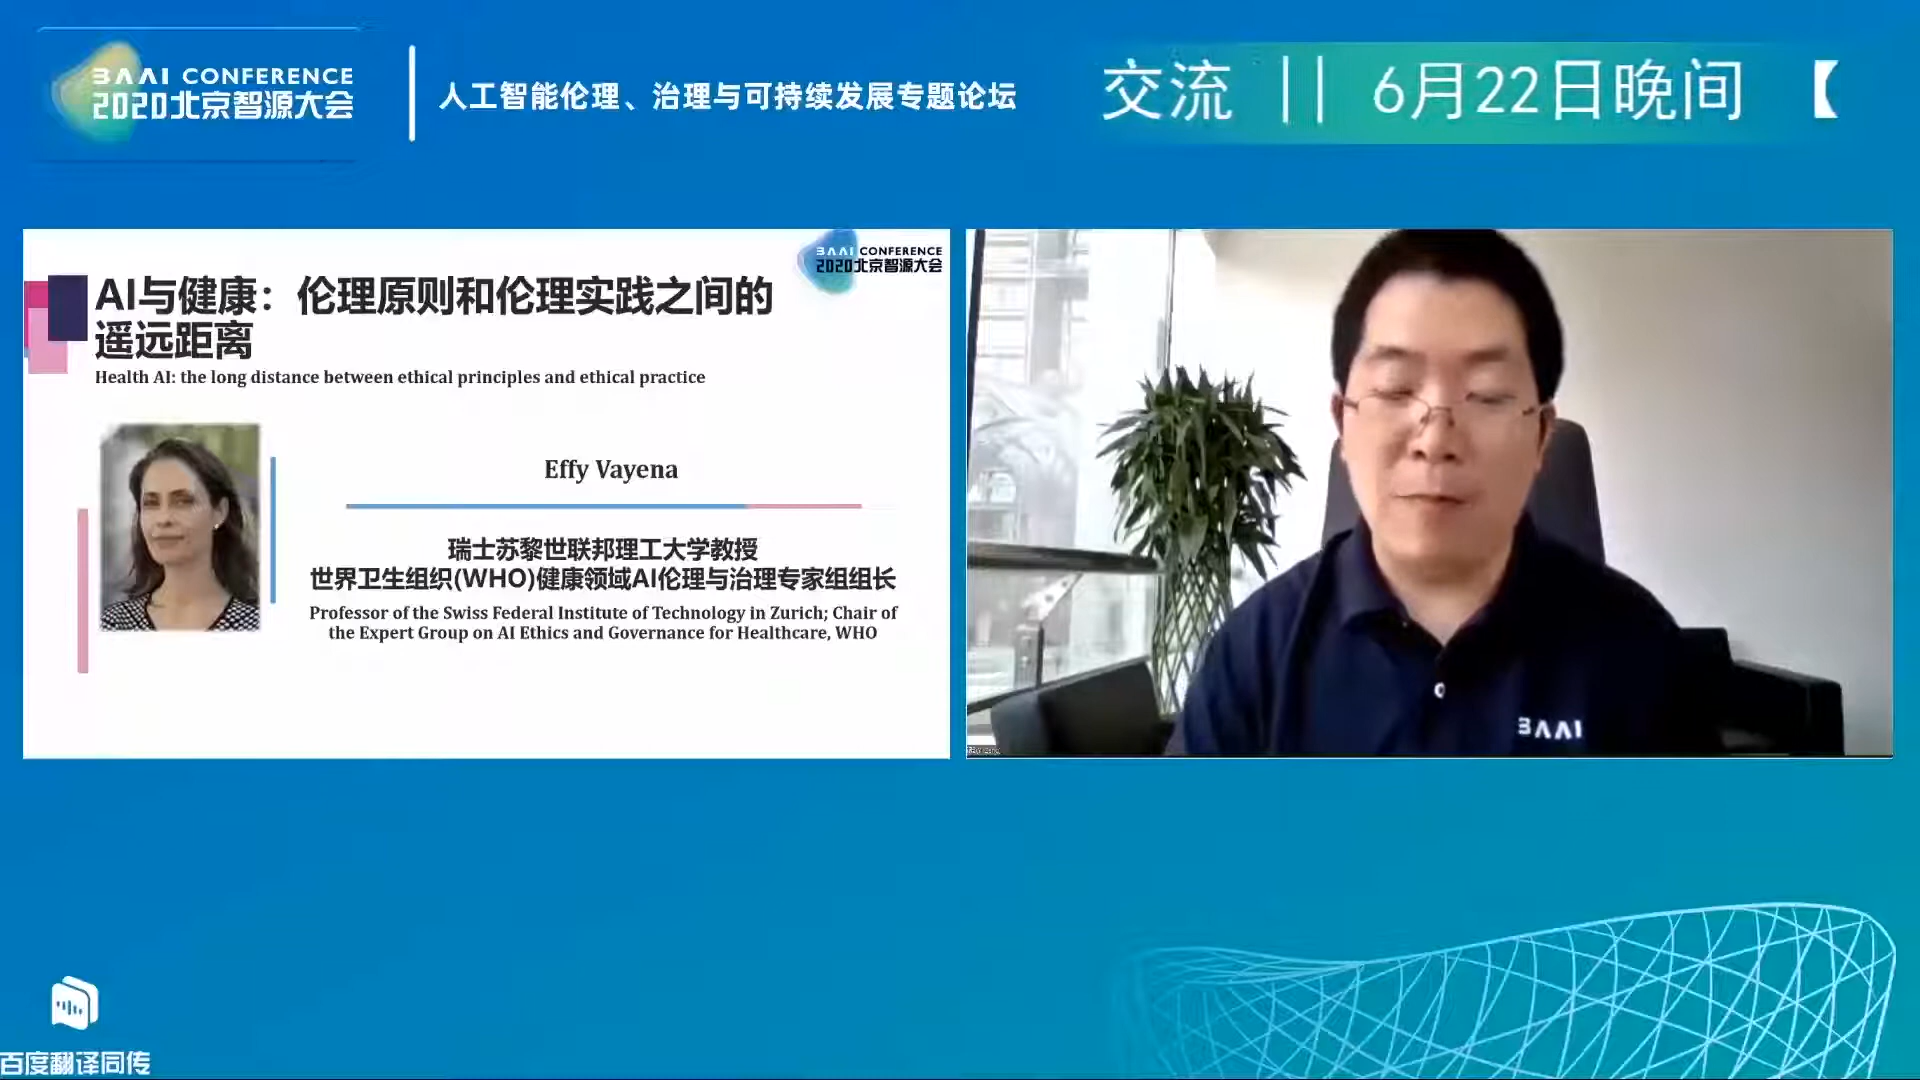 BAAI CONFERENCE
2020北京智源大会
人工智能伦理、治理与可持续发展专题论坛
交流 || 6月22日晚间 【
BAAI CONFERENCE
2020北京智源大会
AI与健康：伦理原则和伦理实践之间的
遥远距离
Health AI: the long distance between ethical principles and ethical practice
Effy Vayena
瑞士苏黎世联邦理工大学教授
世界卫生组织(WHO)健康领域AI伦理与治理专家组组长
Professor of the Swiss Federal Institute of Technology in Zurich; Chair of
the Expert Group on AI Ethics and Governance for Healthcare, WHO
BAAI
百度翻译同传